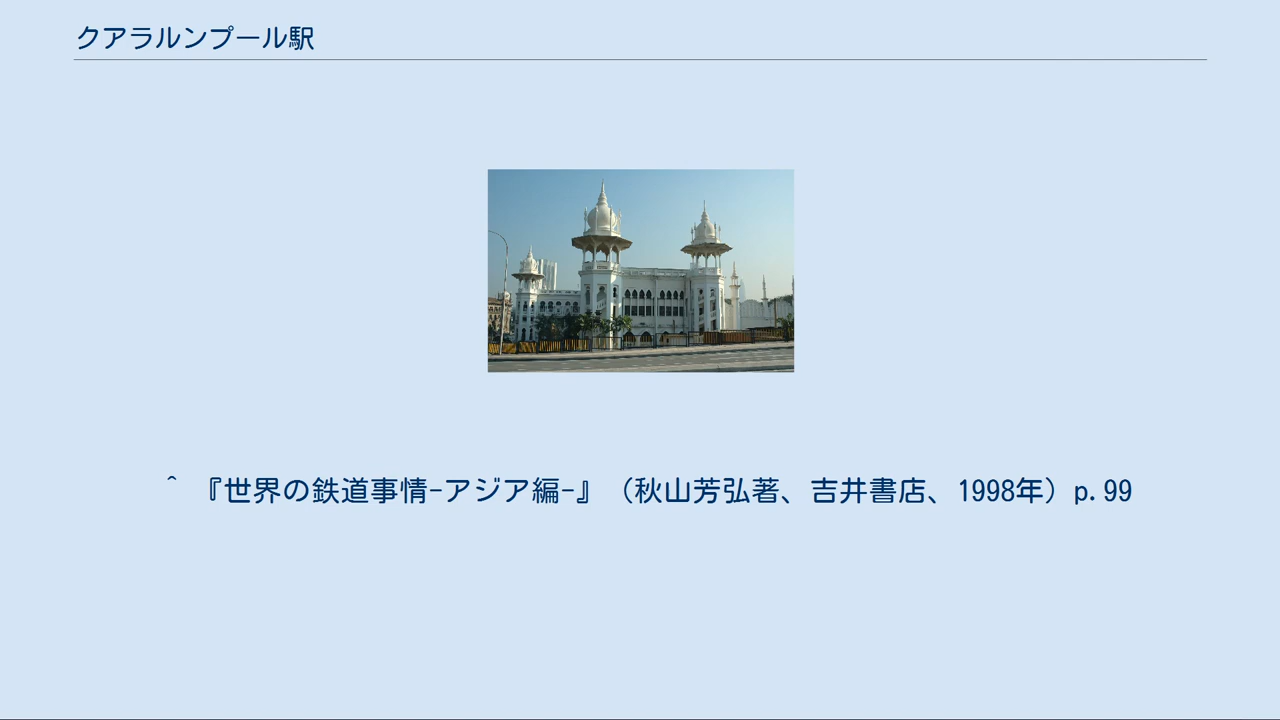 クアラルンプール駅
^ 『世界の鉄道事情-アジア編-』（秋山芳弘著、吉井書店、1998年）p.99